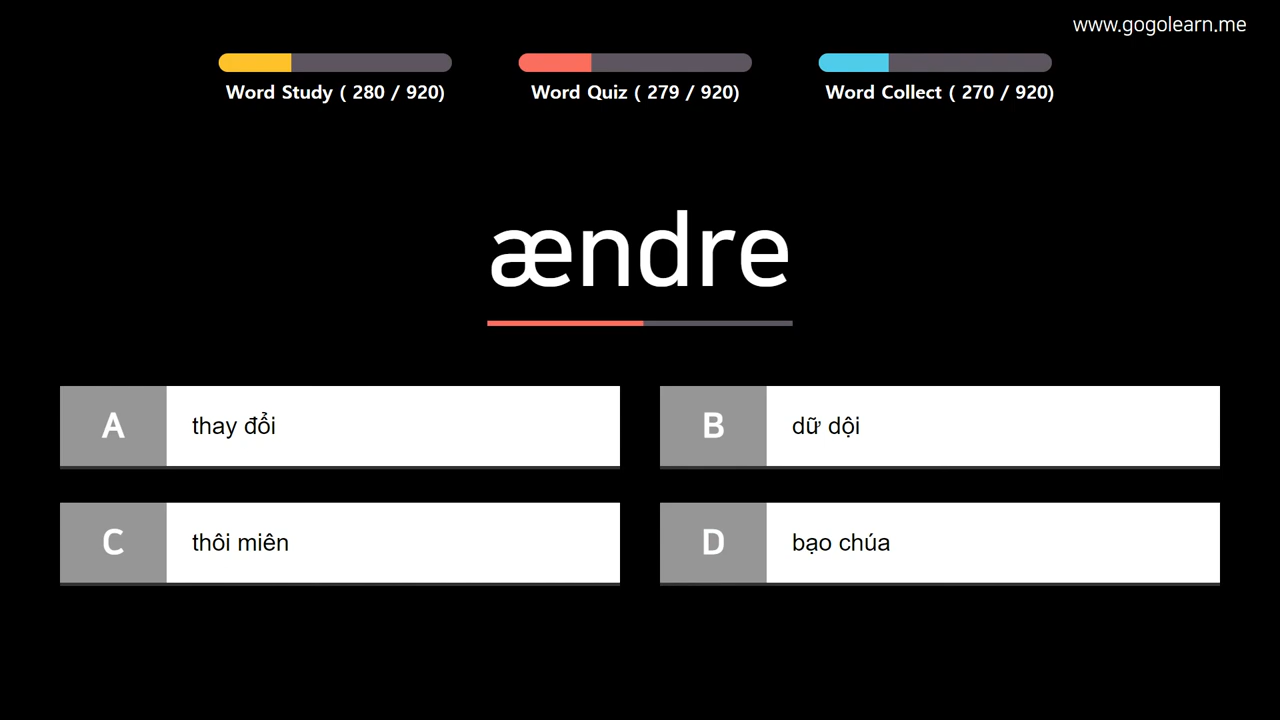 www.gogolearn.me
Word Study ( 280 / 920)
Word Quiz ( 279 / 920)
Word Collect ( 270 / 920)
ændre
A thay đổi
B dữ dội
C thôi miên
D bạo chúa